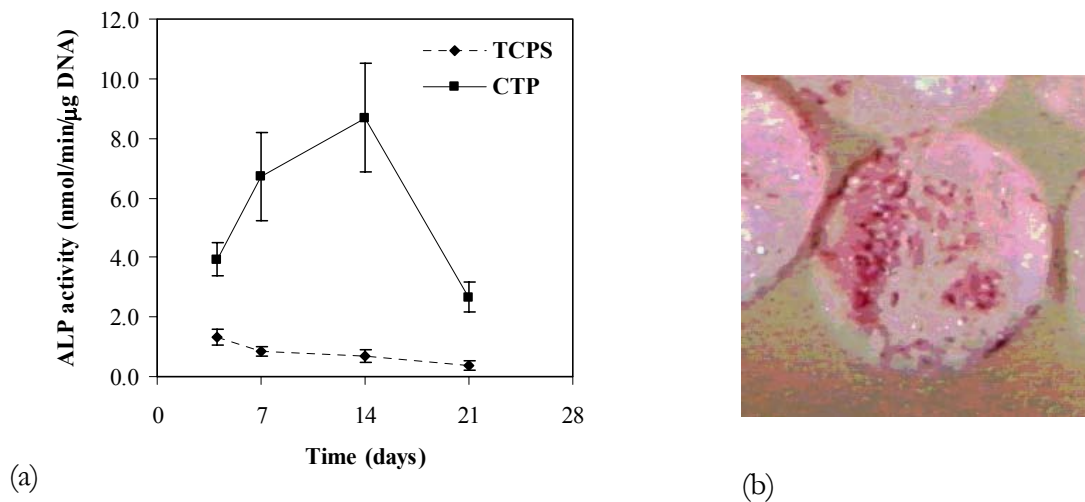 12.0
10.0
8.0
6.0
4.0
2.0
0.0
ALP activity (nmol/min/µg DNA)
TCPS
CTP
0 7 14 21 28
Time (days)
(a)
(b)